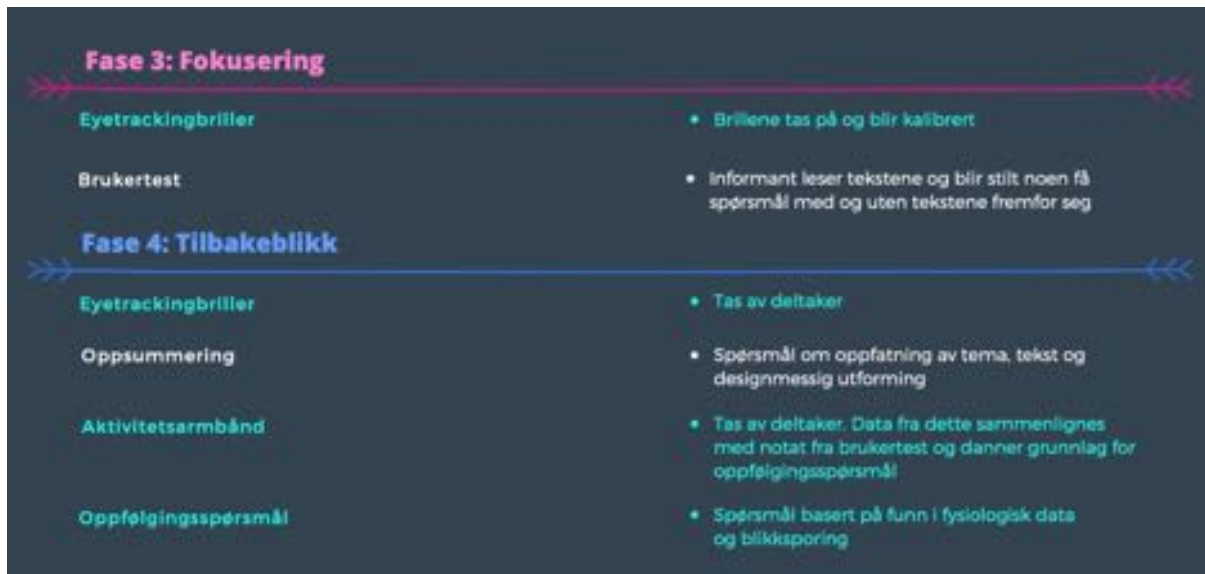 Fase 3: Fokusering
Eyetrackingbriller
• Brillene tas på og blir kalibrert
Brukertest
• Informant leser tekstene og blir stilt noen få
spørsmål med og uten tekstene fremfor seg
Fase 4: Tilbakeblikk
Eyetrackingbriller
• Tas av deltaker
Oppsummering
• Spørsmål om oppfatning av tema, tekst og
designmessig utforming
Aktivitetsarmbånd
• Tas av deltaker. Data fra dette sammenlignes
med notat fra brukertest og danner grunnlag for
oppfølgingsspørsmål
Oppfølgingsspørsmål
• Spørsmål basert på funn i fysiologisk data
og blikksporing